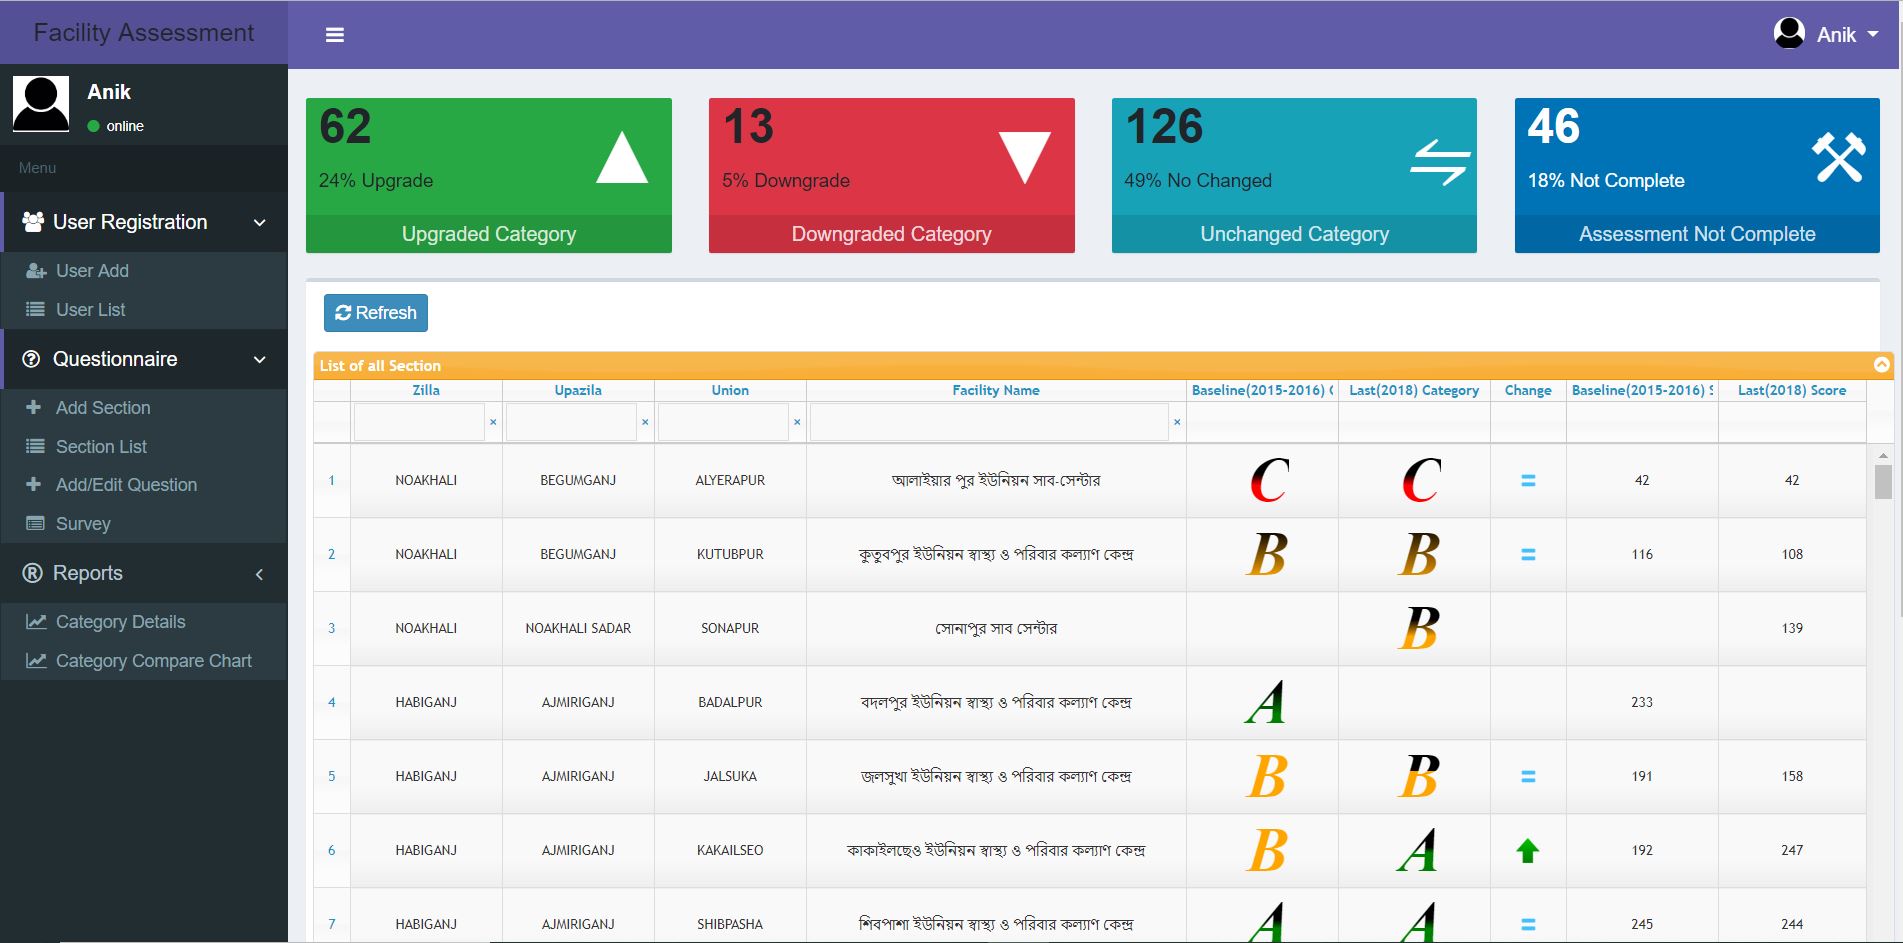 Facility Assessment
Anik
Anik
online
Menu
User Registration
User Add
User List
Questionnaire
Add Section
Section List
Add/Edit Question
Survey
Reports
Category Details
Category Compare Chart
62
24% Upgrade
Upgraded Category
13
5% Downgrade
Downgraded Category
126
49% No Changed
Unchanged Category
46
18% Not Complete
Assessment Not Complete
Refresh
List of all Section
Zilla Upazila Union Facility Name Baseline(2015-2016) Last(2018) Category Change Baseline(2015-2016) Last(2018) Score
x x x x
1 NOAKHALI BEGUMGANJ ALYERAPUR আলাইয়ার পুর ইউনিয়ন সাব-সেন্টার C C = 42 42
2 NOAKHALI BEGUMGANJ KUTUBPUR কুতুবপুর ইউনিয়ন স্বাস্থ্য ও পরিবার কল্যাণ কেন্দ্র B B = 116 108
3 NOAKHALI NOAKHALI SADAR SONAPUR সোনাপুর সাব সেন্টার B 139
4 HABIGANJ AJMIRIGANJ BADALPUR বদলপুর ইউনিয়ন স্বাস্থ্য ও পরিবার কল্যাণ কেন্দ্র A 233
5 HABIGANJ AJMIRIGANJ JALSUKA জলসুখা ইউনিয়ন স্বাস্থ্য ও পরিবার কল্যাণ কেন্দ্র B B = 191 158
6 HABIGANJ AJMIRIGANJ KAKAILSEO কাকাইলছেও ইউনিয়ন স্বাস্থ্য ও পরিবার কল্যাণ কেন্দ্র B A 192 247
7 HABIGANJ AJMIRIGANJ SHIBPASHA শিবপাশা ইউনিয়ন স্বাস্থ্য ও পরিবার কল্যাণ কেন্দ্র A A = 245 244